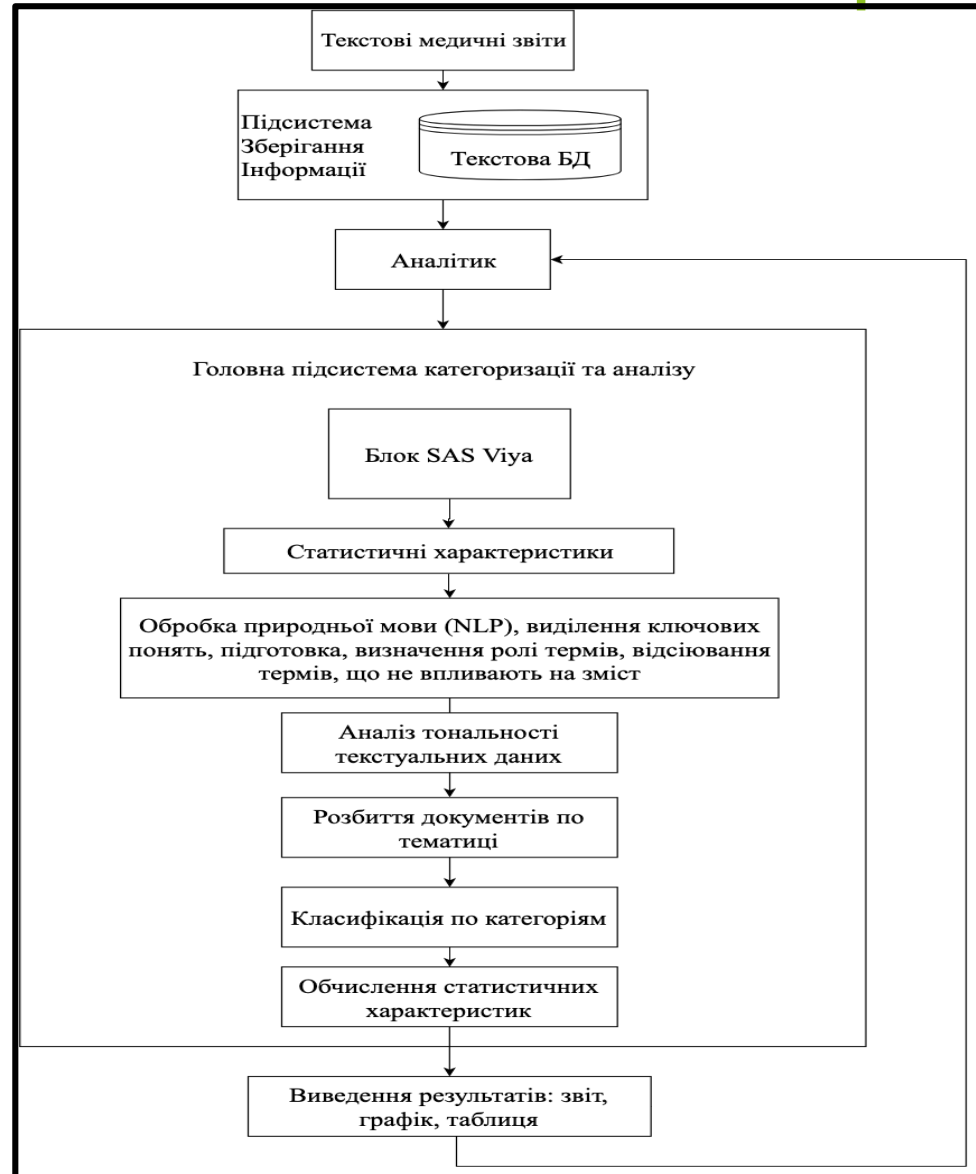 Текстові медичні звіти
Підсистема
Зберігання
Інформації
Текстова БД
Аналітик
Головна підсистема категоризації та аналізу
Блок SAS Viya
Статистичні характеристики
Обробка природньої мови (NLP), виділення ключових
понять, підготовка, визначення ролі термів, відсіювання
термів, що не впливають на зміст
Аналіз тональності
текстуальних даних
Розбиття документів по
тематиці
Класифікація по категоріям
Обчислення статистичних
характеристик
Виведення результатів: звіт,
графік, таблиця